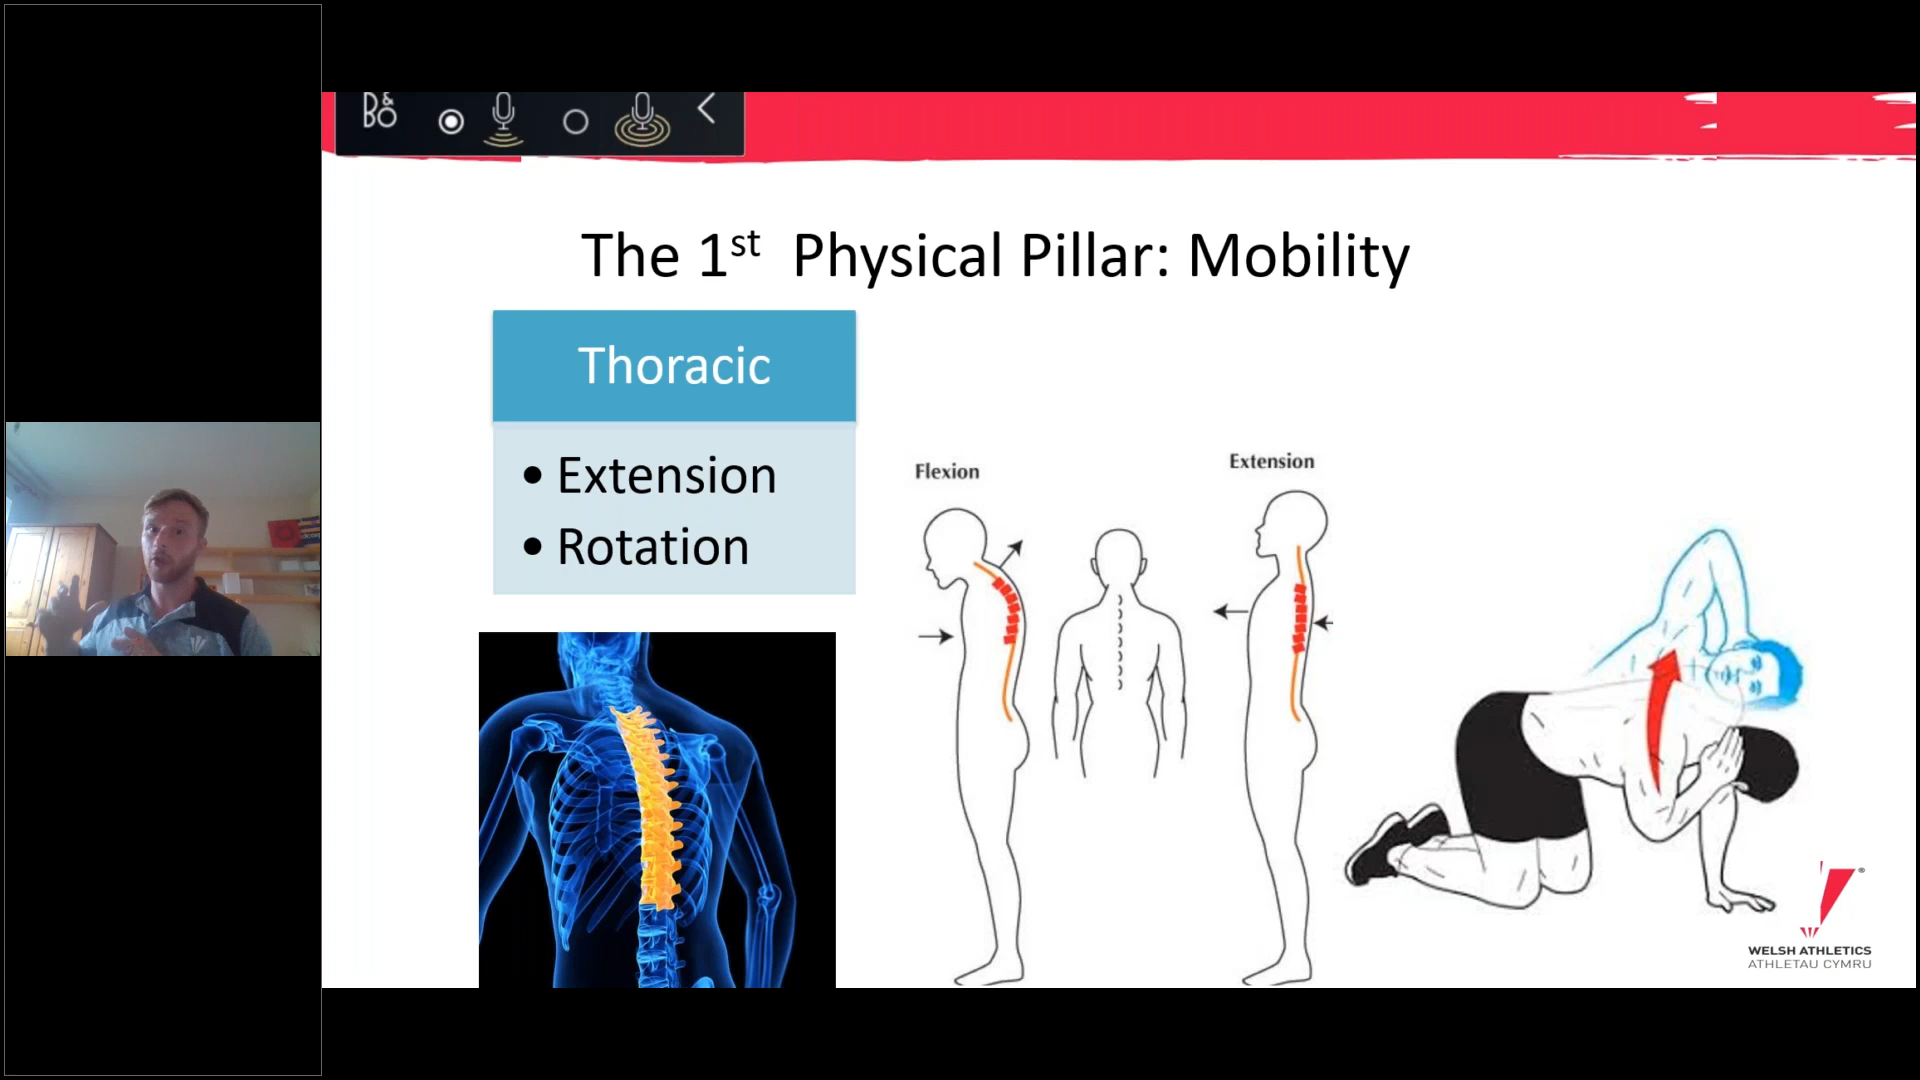 B&O
The 1st Physical Pillar: Mobility
Thoracic
• Extension
• Rotation
Flexion
Extension
WELSH ATHLETICS
ATHLETAU CYMRU